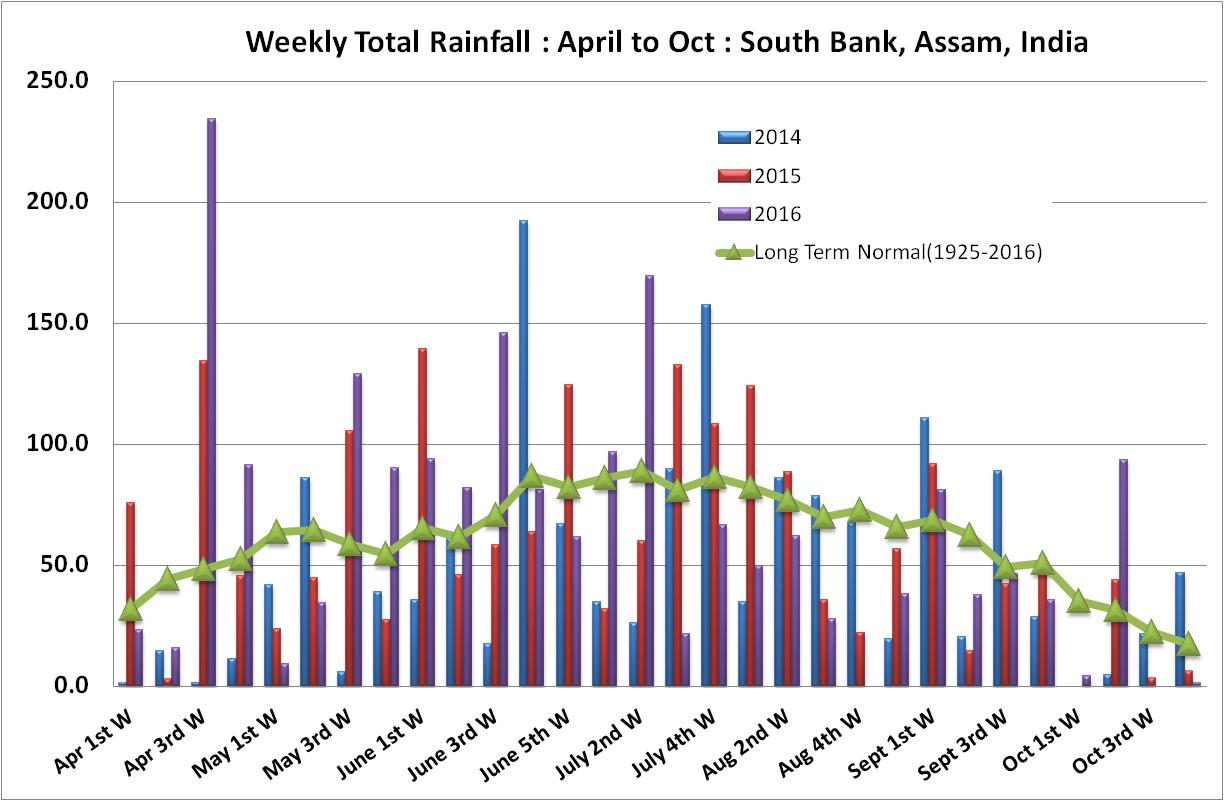 Weekly Total Rainfall : April to Oct : South Bank, Assam, India
250.0
200.0
150.0
100.0
50.0
0.0
2014
2015
2016
Long Term Normal(1925-2016)
Apr 1st W
Apr 3rd W
May 1st W
May 3rd W
June 1st W
June 3rd W
June 5th W
July 2nd W
July 4th W
Aug 2nd W
Aug 4th W
Sept 1st W
Sept 3rd W
Oct 1st W
Oct 3rd W